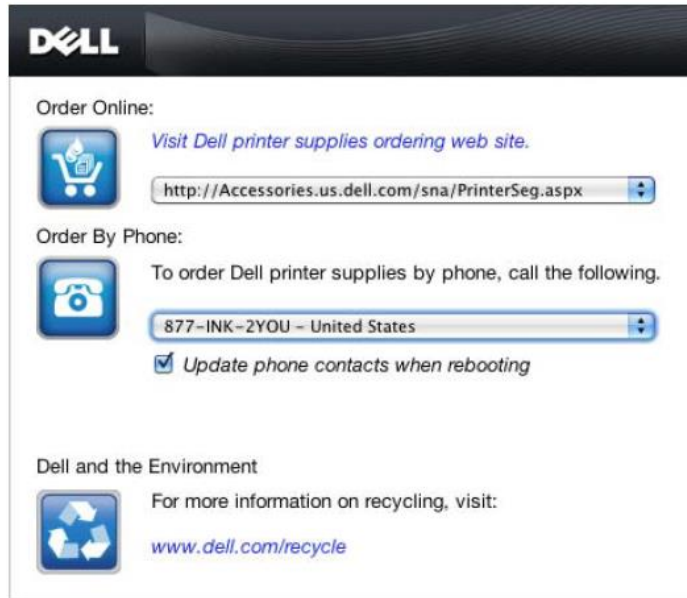 DELL
Order Online:
Visit Dell printer supplies ordering web site.
http://Accessories.us.dell.com/sna/PrinterSeg.aspx
Order By Phone:
To order Dell printer supplies by phone, call the following.
877-INK-2YOU - United States
Update phone contacts when rebooting
Dell and the Environment
For more information on recycling, visit:
www.dell.com/recycle